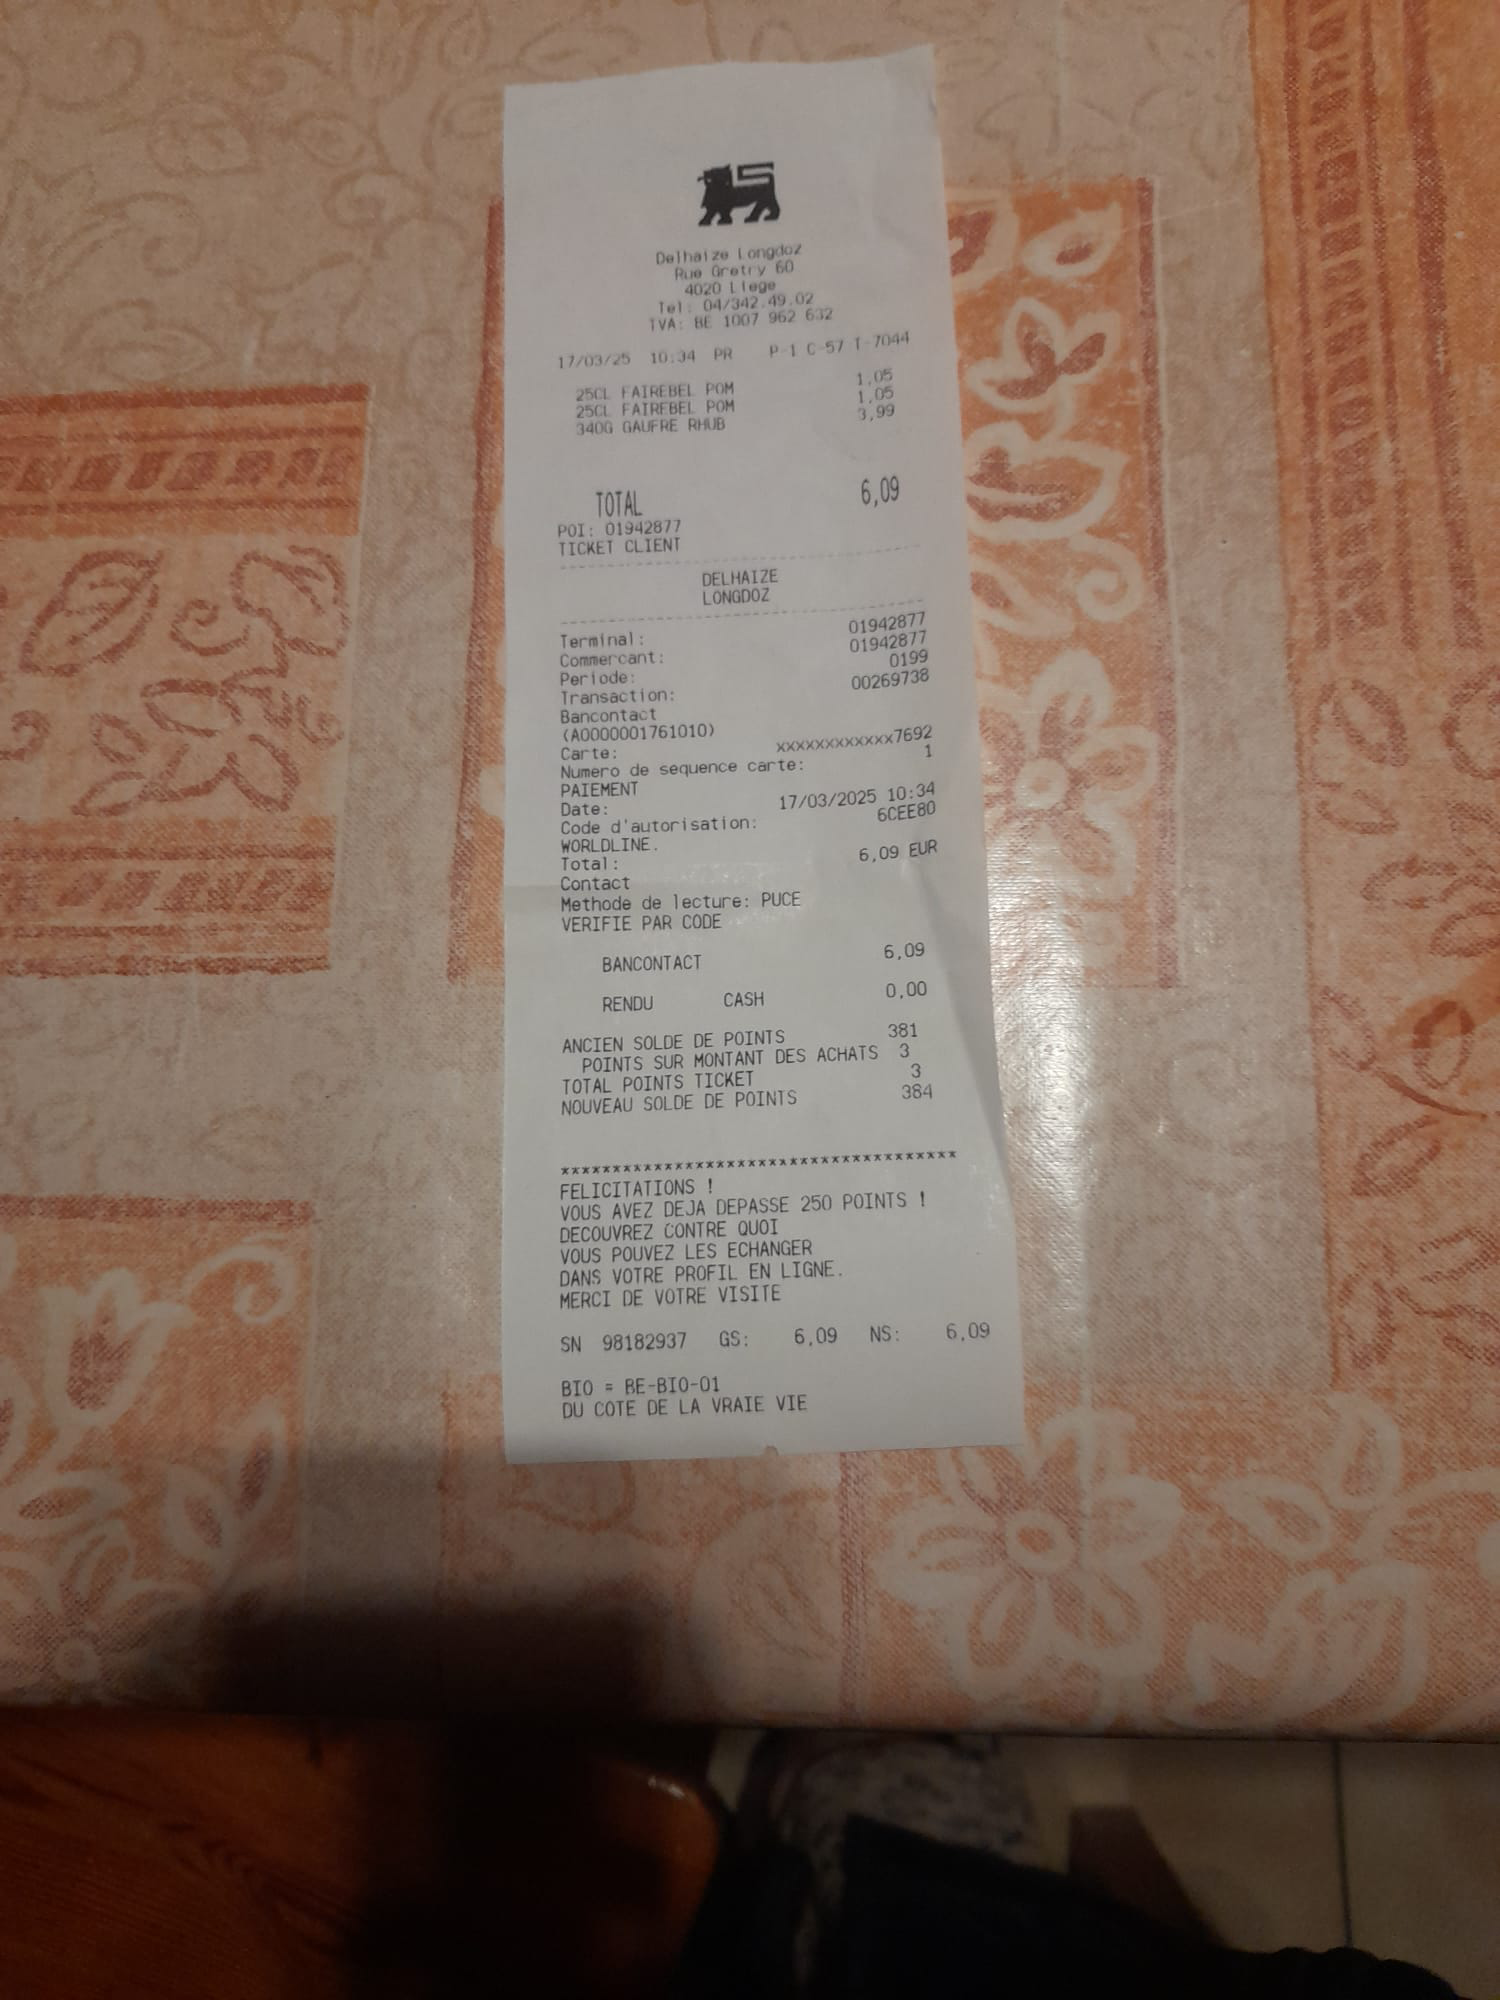 Delhaize Longdoz
Rue Gretry 60
4020 Liege
Tel: 04/342.49.02
TVA: BE 1007 962 632
17/03/25 10:34 PR P-1 C-57 T-7044
25CL FAIREBEL POM 1,05
25CL FAIREBEL POM 1,05
340G GAUFRE RHUB 3,99
TOTAL 6,09
POI: 01942877
TICKET CLIENT
DELHAIZE
LONGDOZ
Terminal: 01942877
Commercant: 01942877
Periode: 0199
Transaction: 00269738
Bancontact
(A0000001761010)
Carte: xxxxxxxxxxxx7692
Numero de sequence carte: 1
PAIEMENT
Date: 17/03/2025 10:34
Code d'autorisation: 6CEE80
WORLDLINE.
Total: 6,09 EUR
Contact
Methode de lecture: PUCE
VERIFIE PAR CODE
BANCONTACT 6,09
RENDU CASH 0,00
ANCIEN SOLDE DE POINTS 381
POINTS SUR MONTANT DES ACHATS 3
TOTAL POINTS TICKET 3
NOUVEAU SOLDE DE POINTS 384
***************************************
FELICITATIONS !
VOUS AVEZ DEJA DEPASSE 250 POINTS !
DECOUVREZ CONTRE QUOI
VOUS POUVEZ LES ECHANGER
DANS VOTRE PROFIL EN LIGNE.
MERCI DE VOTRE VISITE
SN 98182937 GS: 6,09 NS: 6,09
BIO = BE-BIO-01
DU COTE DE LA VRAIE VIE